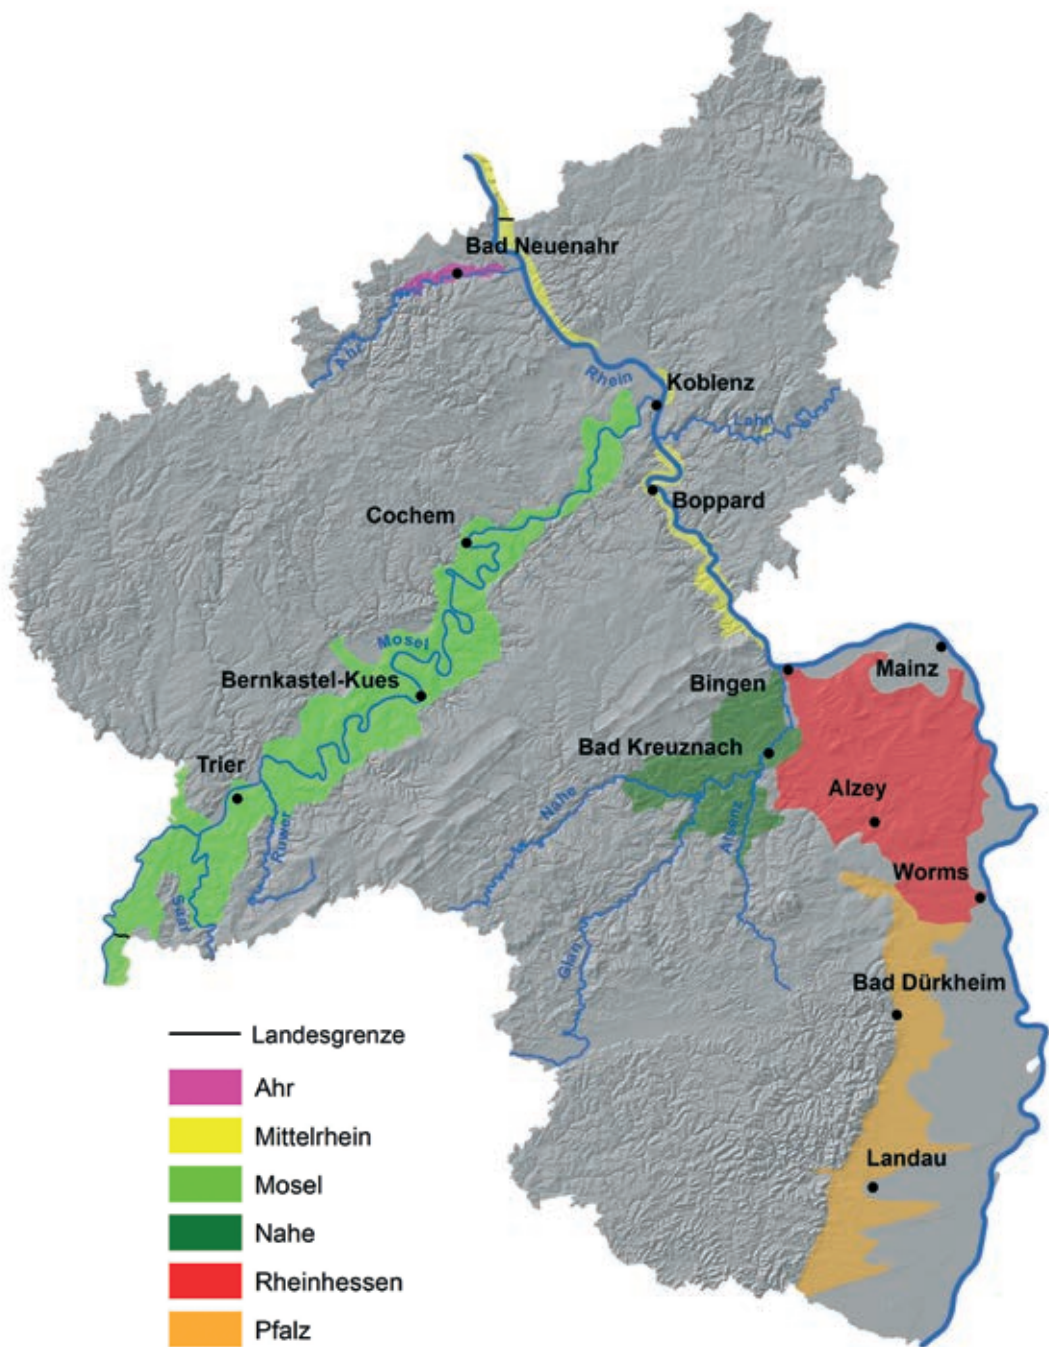 Bad Neuenahr
Ahr
Rhein
Koblenz
Lahn
Boppard
Cochem
Mosel
Bernkastel-Kues
Bingen
Mainz
Bad Kreuznach
Trier
Alzey
Nahe
Alsenz
Ruwer
Worms
Saar
Glan
Bad Dürkheim
Landau
Landesgrenze
Ahr
Mittelrhein
Mosel
Nahe
Rheinhessen
Pfalz